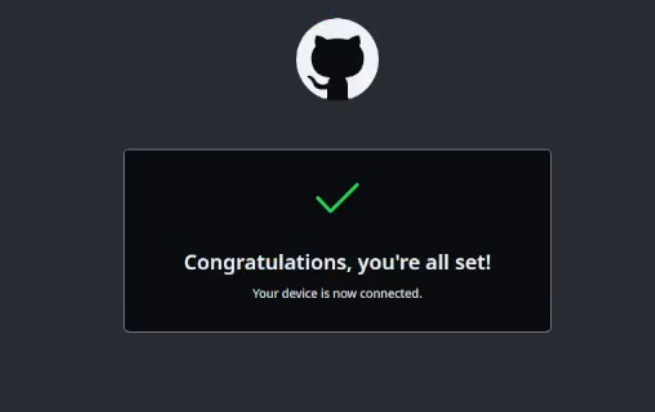 Congratulations, you're all set!
Your device is now connected.